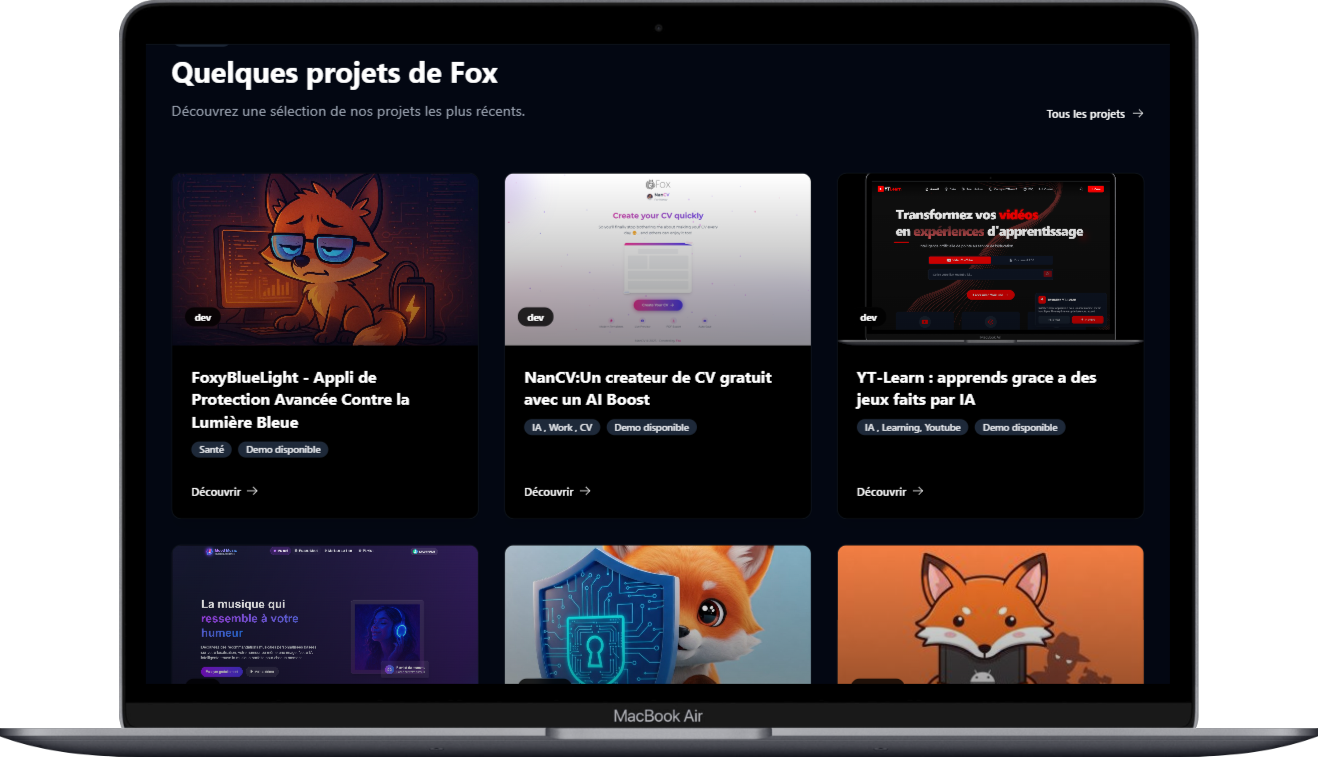 Quelques projets de Fox
Découvrez une sélection de nos projets les plus récents.
Tous les projets
dev
FoxyBlueLight - Appli de
Protection Avancée Contre la
Lumière Bleue
Santé
Demo disponible
Découvrir
Fox
NanCV
Create your CV quickly
dev
NanCV:Un createur de CV gratuit
avec un AI Boost
IA , Work , CV
Demo disponible
Découvrir
Transformez vos vidéos
en expériences d'apprentissage
dev
YT-Learn : apprends grace a des
jeux faits par IA
IA , Learning, Youtube
Demo disponible
Découvrir
La musique qui
ressemble à votre
humeur
MacBook Air